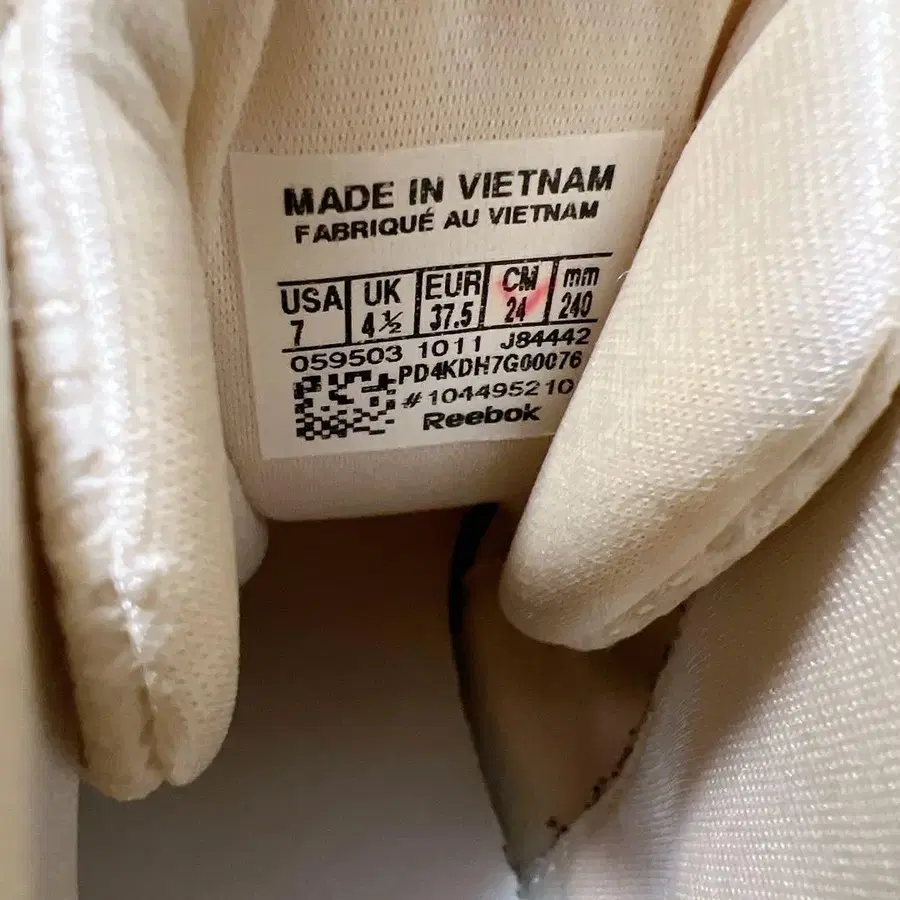 MADE IN VIETNAM
FABRIQUÉ AU VIETNAM
USA UK EUR CM mm
7 4½ 37.5 24 240
059503 1011 J84442
PD4KDH7G00076
#104495210
Reebok